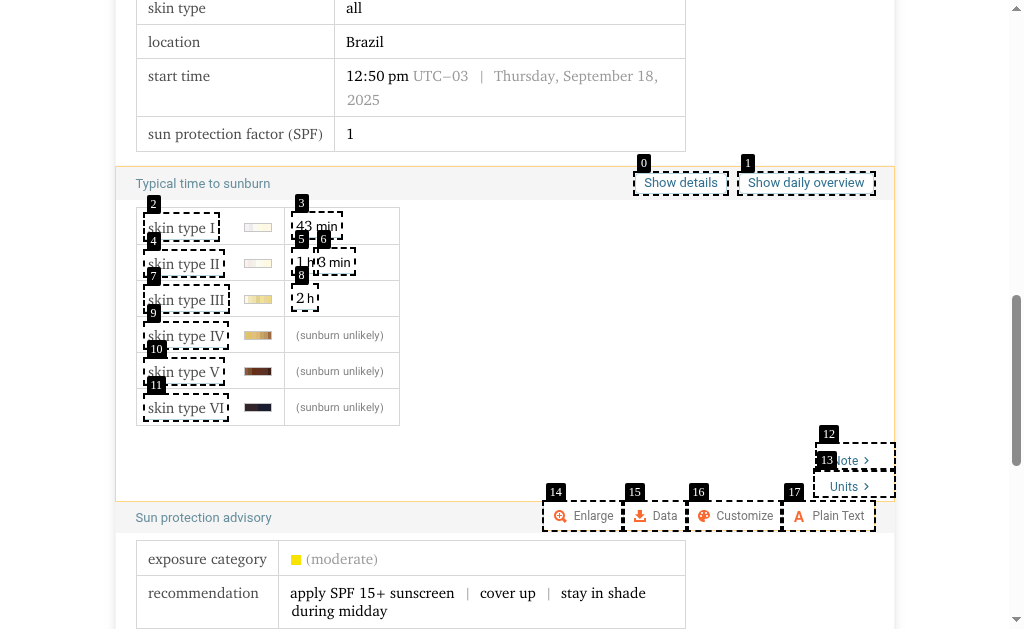 skin type all
location Brazil
start time 12:50 pm UTC−03 | Thursday, September 18,
2025
sun protection factor (SPF) 1
0 1
Typical time to sunburn Show details Show daily overview
2 3
skin type I 43 min
4 5 6
skin type II 1 h 3 min
7 8
skin type III 2 h
9
skin type IV (sunburn unlikely)
10
skin type V (sunburn unlikely)
11
skin type VI (sunburn unlikely)
12
13 Note ›
Units ›
14 15 16 17
Sun protection advisory Enlarge Data Customize A Plain Text
exposure category (moderate)
recommendation apply SPF 15+ sunscreen | cover up | stay in shade
during midday